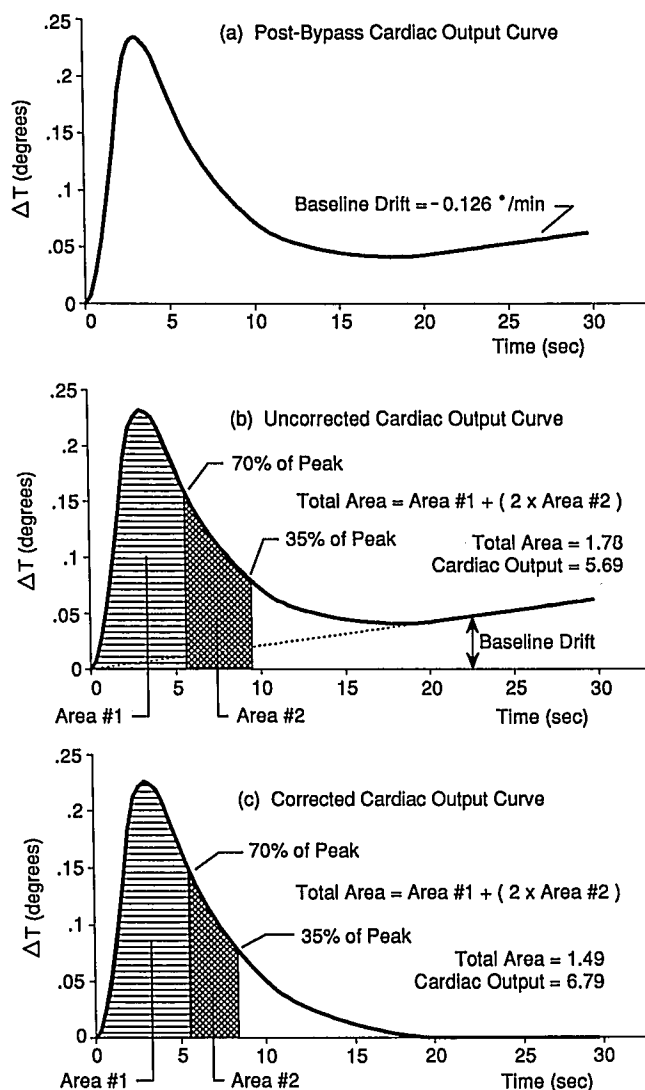 (a) Post-Bypass Cardiac Output Curve
.25
.2
.15
.1
.05
0
Δ T (degrees)
Baseline Drift = - 0.126 °/min
0 5 10 15 20 25 30
Time (sec)
(b) Uncorrected Cardiac Output Curve
.25
.2
.15
.1
.05
0
Δ T (degrees)
70% of Peak
Total Area = Area #1 + ( 2 x Area #2 )
35% of Peak
Total Area = 1.78
Cardiac Output = 5.69
Baseline Drift
0 5 10 15 20 25 30
Area #1
Area #2
Time (sec)
(c) Corrected Cardiac Output Curve
.25
.2
.15
.1
.05
0
Δ T (degrees)
70% of Peak
Total Area = Area #1 + ( 2 x Area #2 )
35% of Peak
Total Area = 1.49
Cardiac Output = 6.79
0 5 10 15 20 25 30
Area #1
Area #2
Time (sec)